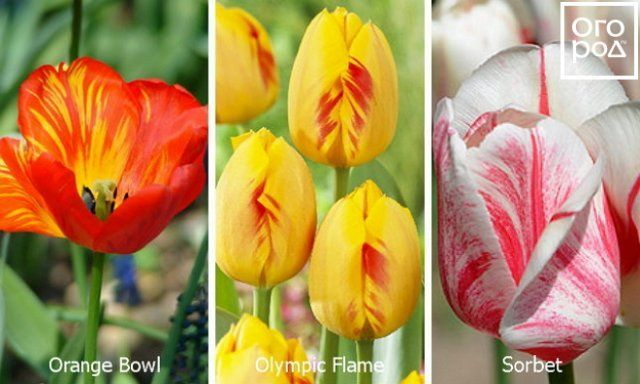 ОГО
РОД
Orange Bowl
Olympic Flame
Sorbet